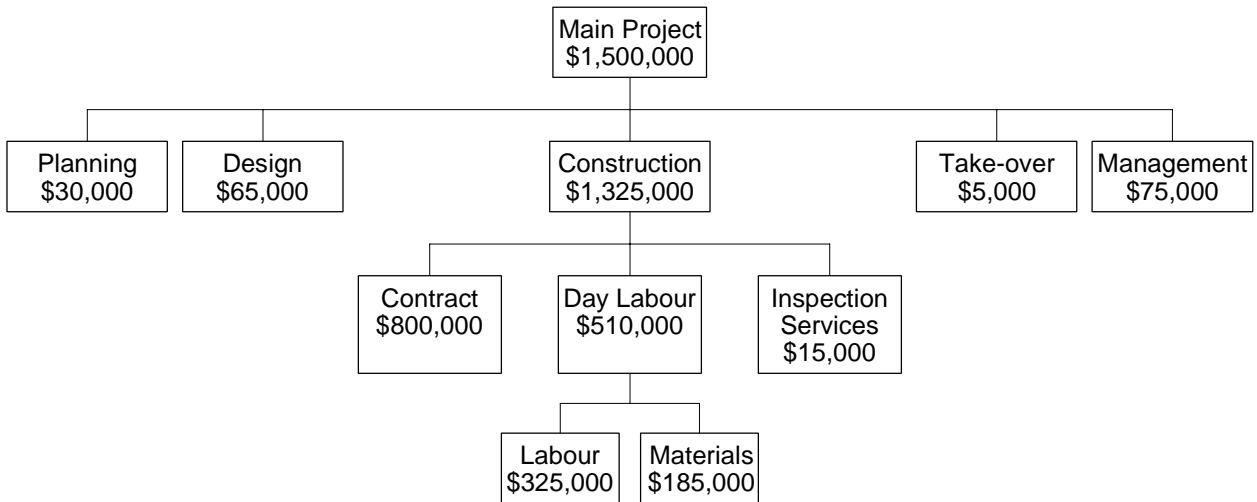 Main Project
$1,500,000
Planning
$30,000
Design
$65,000
Construction
$1,325,000
Take-over
$5,000
Management
$75,000
Contract
$800,000
Day Labour
$510,000
Inspection
Services
$15,000
Labour
$325,000
Materials
$185,000